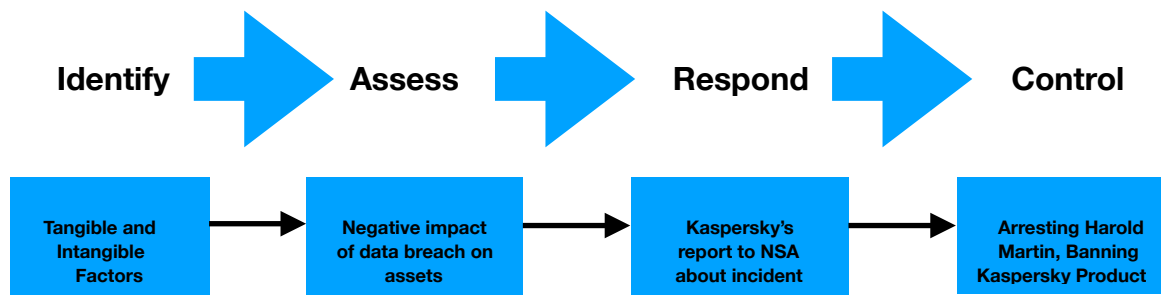 Identify
Assess
Respond
Control
Tangible and
Intangible
Factors
Negative impact
of data breach on
assets
Kaspersky's
report to NSA
about incident
Arresting Harold
Martin, Banning
Kaspersky Product